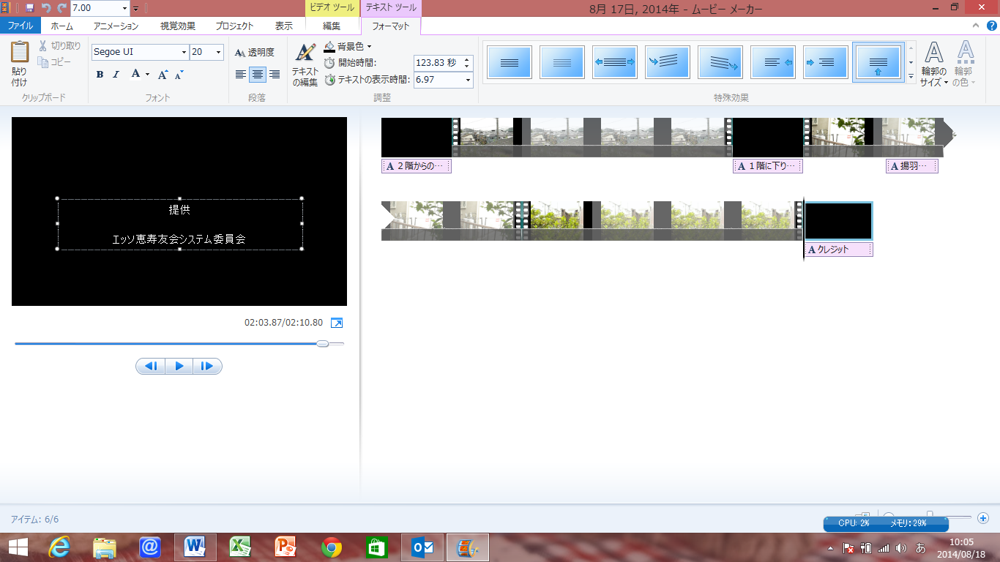 7.00
ビデオ ツール
テキスト ツール
8月 17日, 2014年 - ムービー メーカー
ファイル
ホーム
アニメーション
視覚効果
プロジェクト
表示
編集
フォーマット
貼り
付け
切り取り
コピー
クリップボード
Segoe UI
20
B
I
A
A
A
フォント
AA 透明度
段落
テキスト
の編集
背景色
開始時間:
123.83 秒
テキストの表示時間:
6.97
調整
特殊効果
輪郭の
サイズ
輪郭
の色
提供
エッソ恵寿友会システム委員会
02:03.87/02:10.80
A 2階からの…
A 1階に下り…
A 揚羽…
A クレジット
アイテム: 6/6
CPU: 2%
メモリ: 29%
あ
10:05
2014/08/18